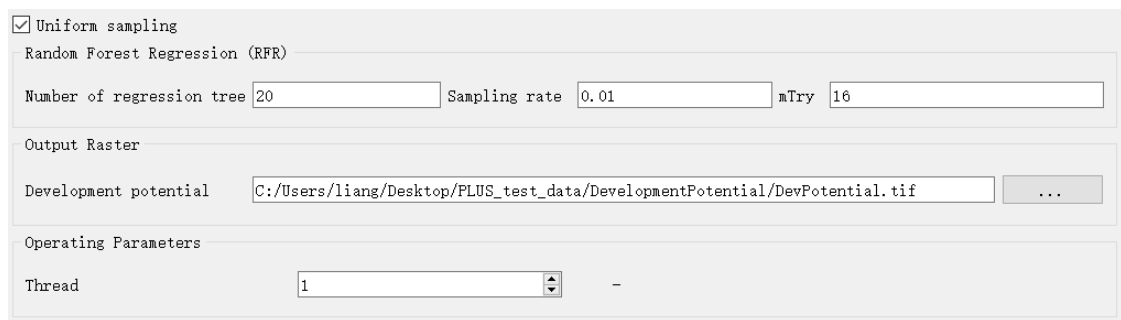 Uniform sampling
Random Forest Regression (RFR)
Number of regression tree 20 Sampling rate 0.01 mTry 16
Output Raster
Development potential C:/Users/liang/Desktop/PLUS_test_data/DevelopmentPotential/DevPotential.tif ...
Operating Parameters
Thread 1 -